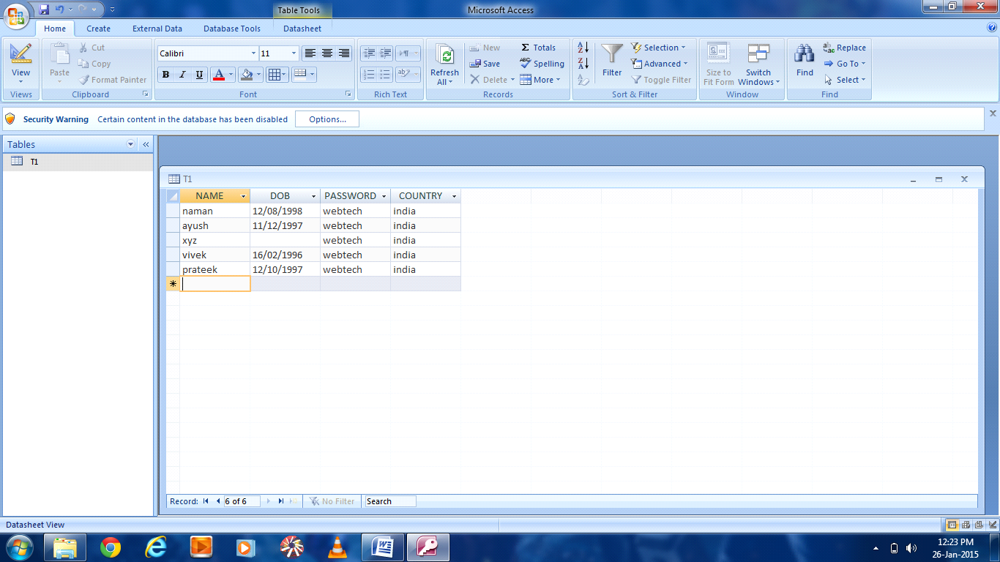 Table Tools
Microsoft Access
Home Create External Data Database Tools Datasheet
View
Views
Paste
Cut
Copy
Format Painter
Clipboard
Calibri 11
B I U A
Font
Rich Text
Refresh All
New
Save
Delete
Totals
Spelling
More
Records
Filter
Selection
Advanced
Toggle Filter
Sort & Filter
Size to Fit Form
Switch Windows
Window
Find
Replace
Go To
Select
Find
Security Warning Certain content in the database has been disabled Options...
Tables
T1
T1
NAME DOB PASSWORD COUNTRY
naman 12/08/1998 webtech india
ayush 11/12/1997 webtech india
xyz webtech india
vivek 16/02/1996 webtech india
prateek 12/10/1997 webtech india
Record: 6 of 6 No Filter Search
Datasheet View
12:23 PM
26-Jan-2015